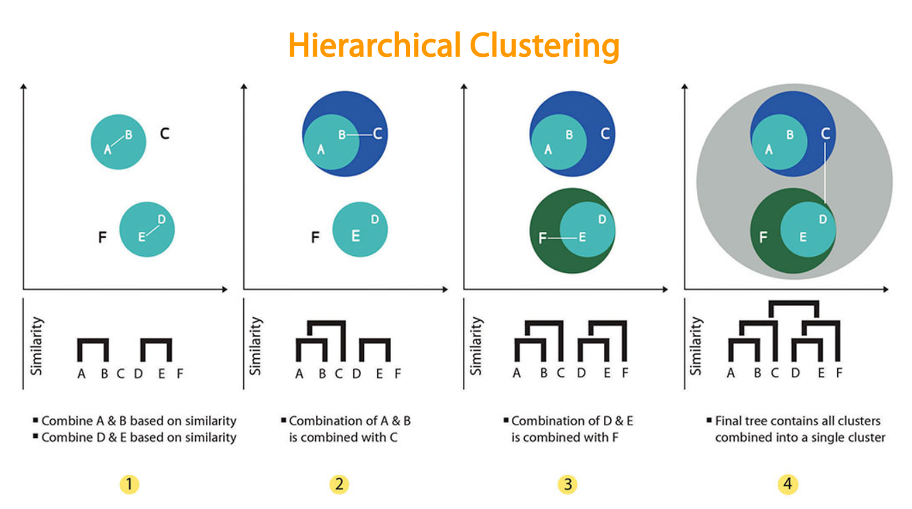 Hierarchical Clustering
A
B
C
F
E
D
B
C
A
F
E
D
B
C
A
F
E
D
B
C
A
F
E
D
Similarity
A B C D E F
Similarity
A B C D E F
Similarity
A B C D E F
Similarity
A B C D E F
▪ Combine A & B based on similarity
▪ Combine D & E based on similarity
▪ Combination of A & B
is combined with C
▪ Combination of D & E
is combined with F
▪ Final tree contains all clusters
combined into a single cluster
1
2
3
4